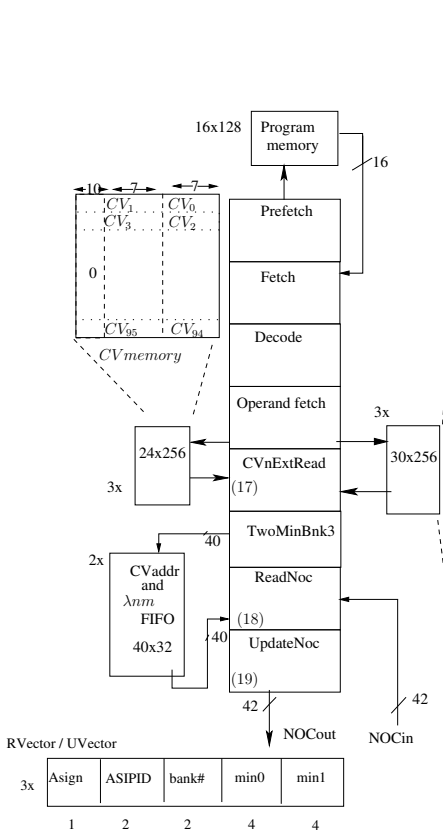 16x128
Program
memory
16
10
7
7
Prefetch
CV1
CV0
CV3
CV2
0
Fetch
CV95
CV94
CVmemory
Decode
Operand fetch
3x
24x256
30x256
CVnExtRead
3x
(17)
TwoMinBnk3
40
2x
CVaddr
and
λnm
FIFO
40x32
ReadNoc
(18)
40
UpdateNoc
(19)
42
42
NOCout
NOCin
RVector / UVector
3x
Asign
ASIPID
bank#
min0
min1
1
2
2
4
4